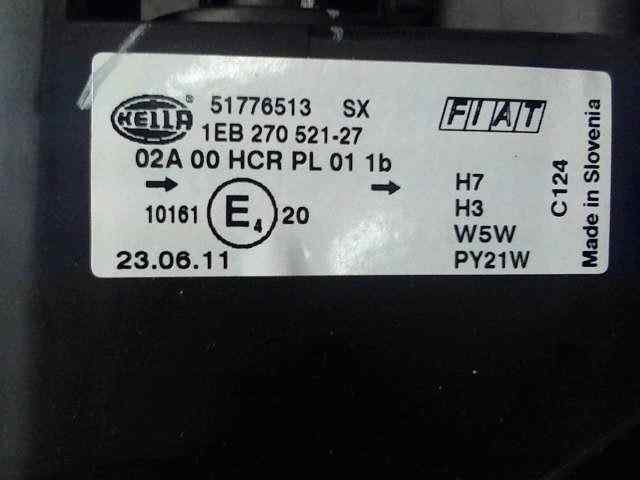 HELLA ® 51776513 SX FIAT
1EB 270 521-27
02A 00 HCR PL 01 1b
→ →
10161 E4 20
23.06.11
H7
H3
W5W
PY21W
C124
Made in Slovenia